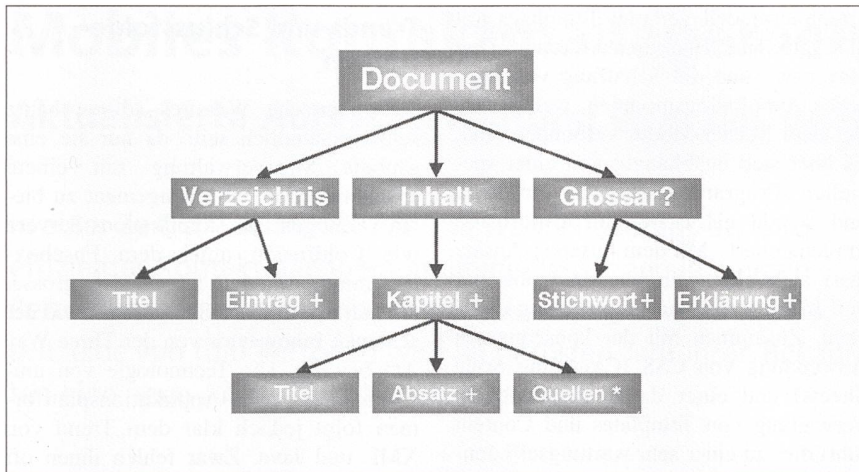 Document
Verzeichnis Inhalt Glossar?
Titel Eintrag + Kapitel + Stichwort + Erklärung +
Titel Absatz + Quellen *